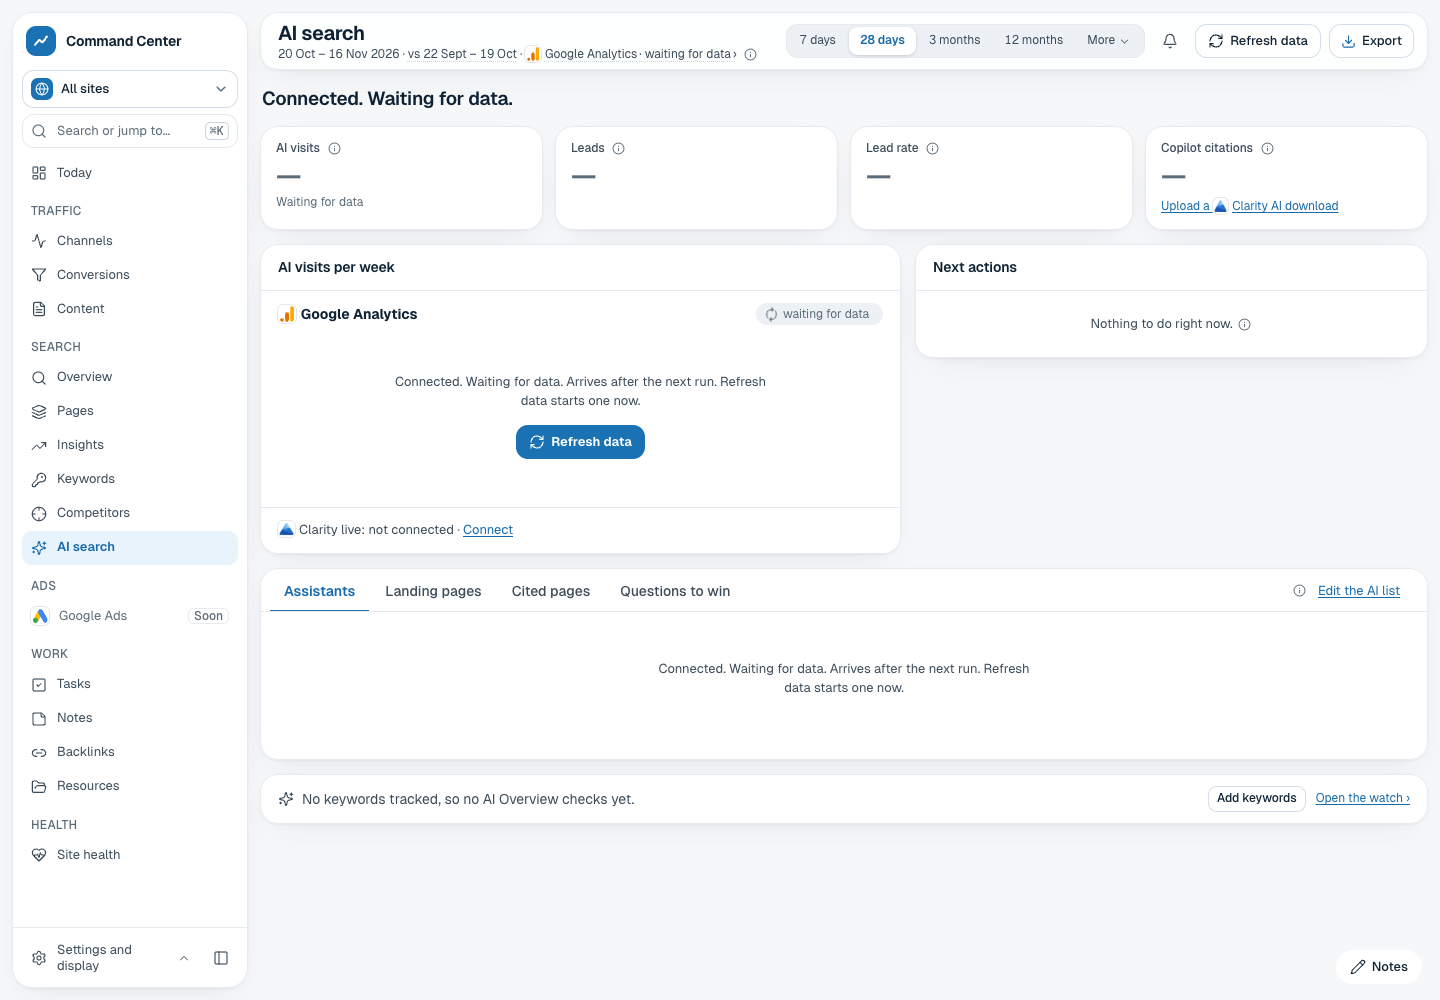 Command Center
All sites
Search or jump to...
⌘K
Today
TRAFFIC
Channels
Conversions
Content
SEARCH
Overview
Pages
Insights
Keywords
Competitors
AI search
ADS
Google Ads
Soon
WORK
Tasks
Notes
Backlinks
Resources
HEALTH
Site health
Settings and
display
AI search
20 Oct – 16 Nov 2026 · vs 22 Sept – 19 Oct · Google Analytics · waiting for data ›
7 days
28 days
3 months
12 months
More
Refresh data
Export
Connected. Waiting for data.
AI visits
—
Waiting for data
Leads
—
Lead rate
—
Copilot citations
—
Upload a Clarity AI download
AI visits per week
Google Analytics
waiting for data
Connected. Waiting for data. Arrives after the next run. Refresh
data starts one now.
Refresh data
Clarity live: not connected · Connect
Next actions
Nothing to do right now.
Assistants
Landing pages
Cited pages
Questions to win
Edit the AI list
Connected. Waiting for data. Arrives after the next run. Refresh
data starts one now.
No keywords tracked, so no AI Overview checks yet.
Add keywords
Open the watch ›
Notes